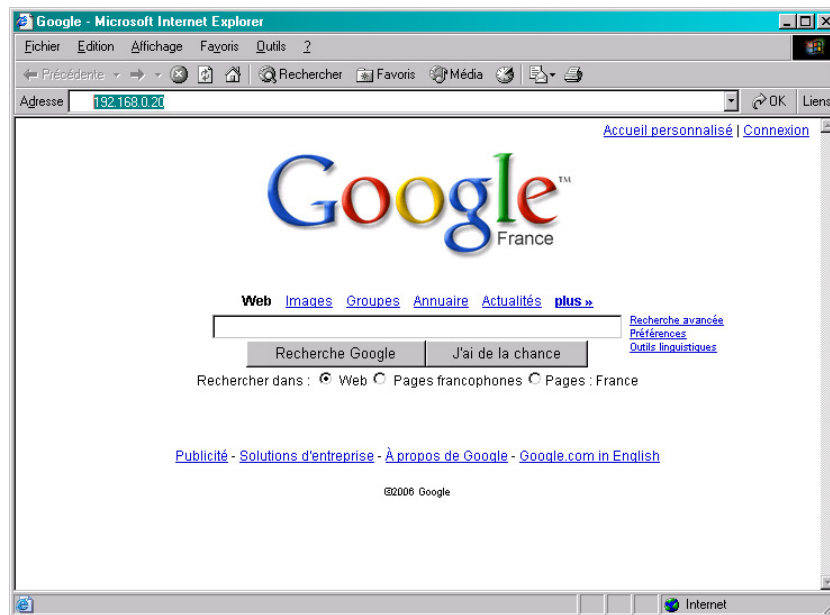 Google - Microsoft Internet Explorer
Fichier Edition Affichage Favoris Outils ?
Précédente Rechercher Favoris Média
Adresse 192.168.0.20 OK Liens
Accueil personnalisé | Connexion
Google™
France
Web Images Groupes Annuaire Actualités plus »
Recherche avancée
Préférences
Outils linguistiques
Recherche Google J'ai de la chance
Rechercher dans : Web Pages francophones Pages : France
Publicité - Solutions d'entreprise - À propos de Google - Google.com in English
©2006 Google
Internet